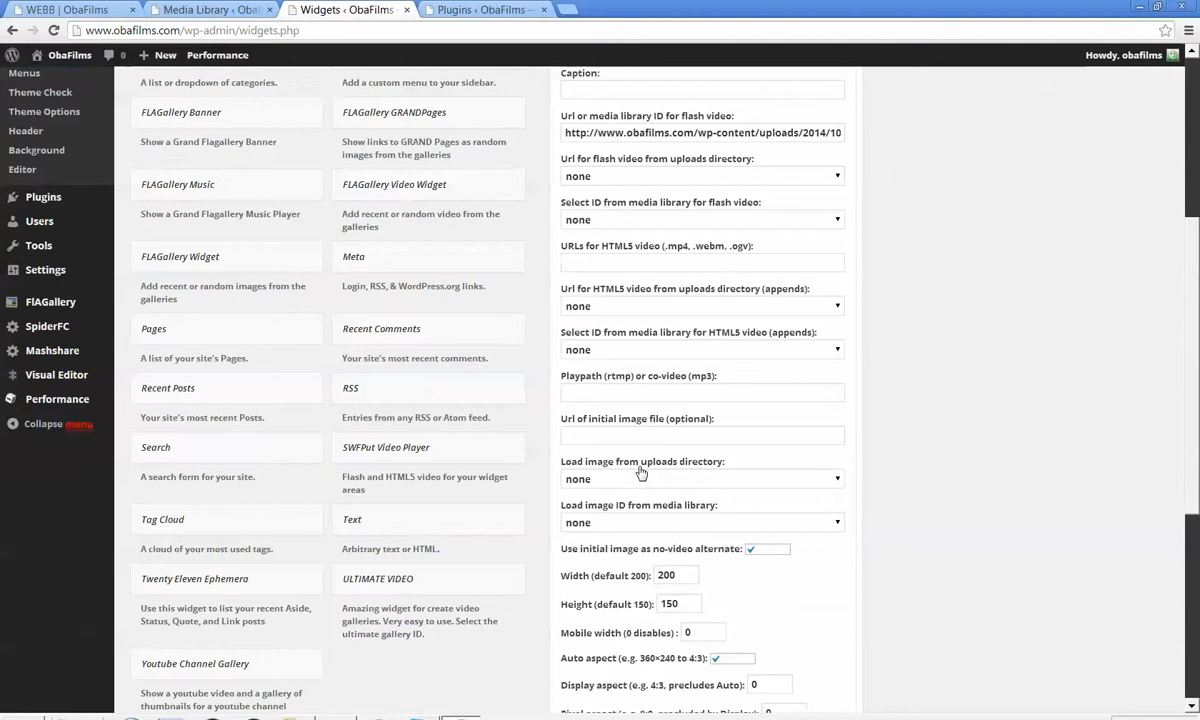 WEBB | ObaFilms
Media Library ‹ Oba
Widgets ‹ ObaFilms
Plugins ‹ ObaFilms
www.obafilms.com/wp-admin/widgets.php
ObaFilms
0
New
Performance
Howdy, obafilms
Menus
Theme Check
Theme Options
Header
Background
Editor
Plugins
Users
Tools
Settings
FlAGallery
SpiderFC
Mashshare
Visual Editor
Performance
Collapse menu
A list or dropdown of categories.
FLAGallery Banner
Show a Grand Flagallery Banner
FLAGallery Music
Show a Grand Flagallery Music Player
FLAGallery Widget
Add recent or random images from the
galleries
Pages
A list of your site's Pages.
Recent Posts
Your site's most recent Posts.
Search
A search form for your site.
Tag Cloud
A cloud of your most used tags.
Twenty Eleven Ephemera
Use this widget to list your recent Aside,
Status, Quote, and Link posts
Youtube Channel Gallery
Show a youtube video and a gallery of
thumbnails for a youtube channel
Add a custom menu to your sidebar.
FLAGallery GRANDPages
Show links to GRAND Pages as random
images from the galleries
FLAGallery Video Widget
Add recent or random video from the
galleries
Meta
Login, RSS, & WordPress.org links.
Recent Comments
Your site's most recent comments.
RSS
Entries from any RSS or Atom feed.
SWFPut Video Player
Flash and HTML5 video for your widget
areas
Text
Arbitrary text or HTML.
ULTIMATE VIDEO
Amazing widget for create video
galleries. Very easy to use. Select the
ultimate gallery ID.
Caption:
Url or media library ID for flash video:
http://www.obafilms.com/wp-content/uploads/2014/10
Url for flash video from uploads directory:
none
Select ID from media library for flash video:
none
URLs for HTML5 video (.mp4, .webm, .ogv):
Url for HTML5 video from uploads directory (appends):
none
Select ID from media library for HTML5 video (appends):
none
Playpath (rtmp) or co-video (mp3):
Url of initial image file (optional):
Load image from uploads directory:
none
Load image ID from media library:
none
Use initial image as no-video alternate:
Width (default 200): 200
Height (default 150): 150
Mobile width (0 disables) : 0
Auto aspect (e.g. 360×240 to 4:3):
Display aspect (e.g. 4:3, precludes Auto): 0